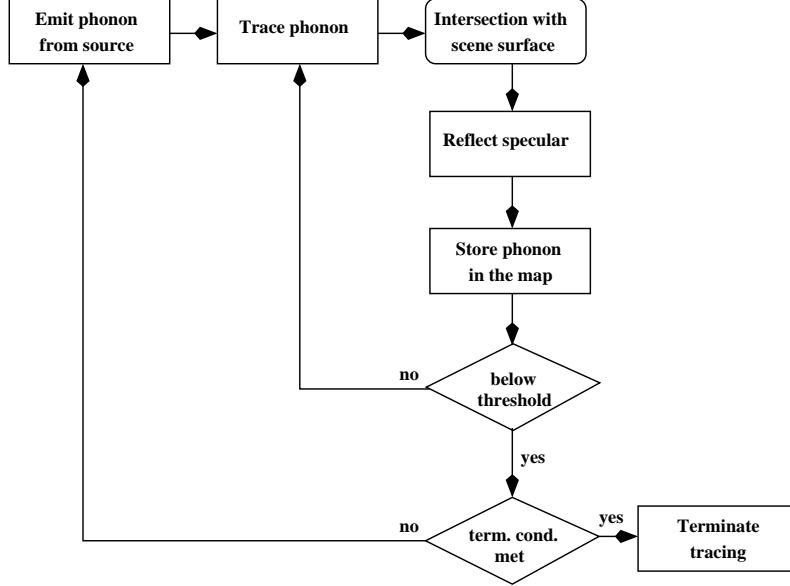 Emit phonon
from source
Trace phonon
Intersection with
scene surface
Reflect specular
Store phonon
in the map
no
below
threshold
yes
no
term. cond.
met
yes
Terminate
tracing